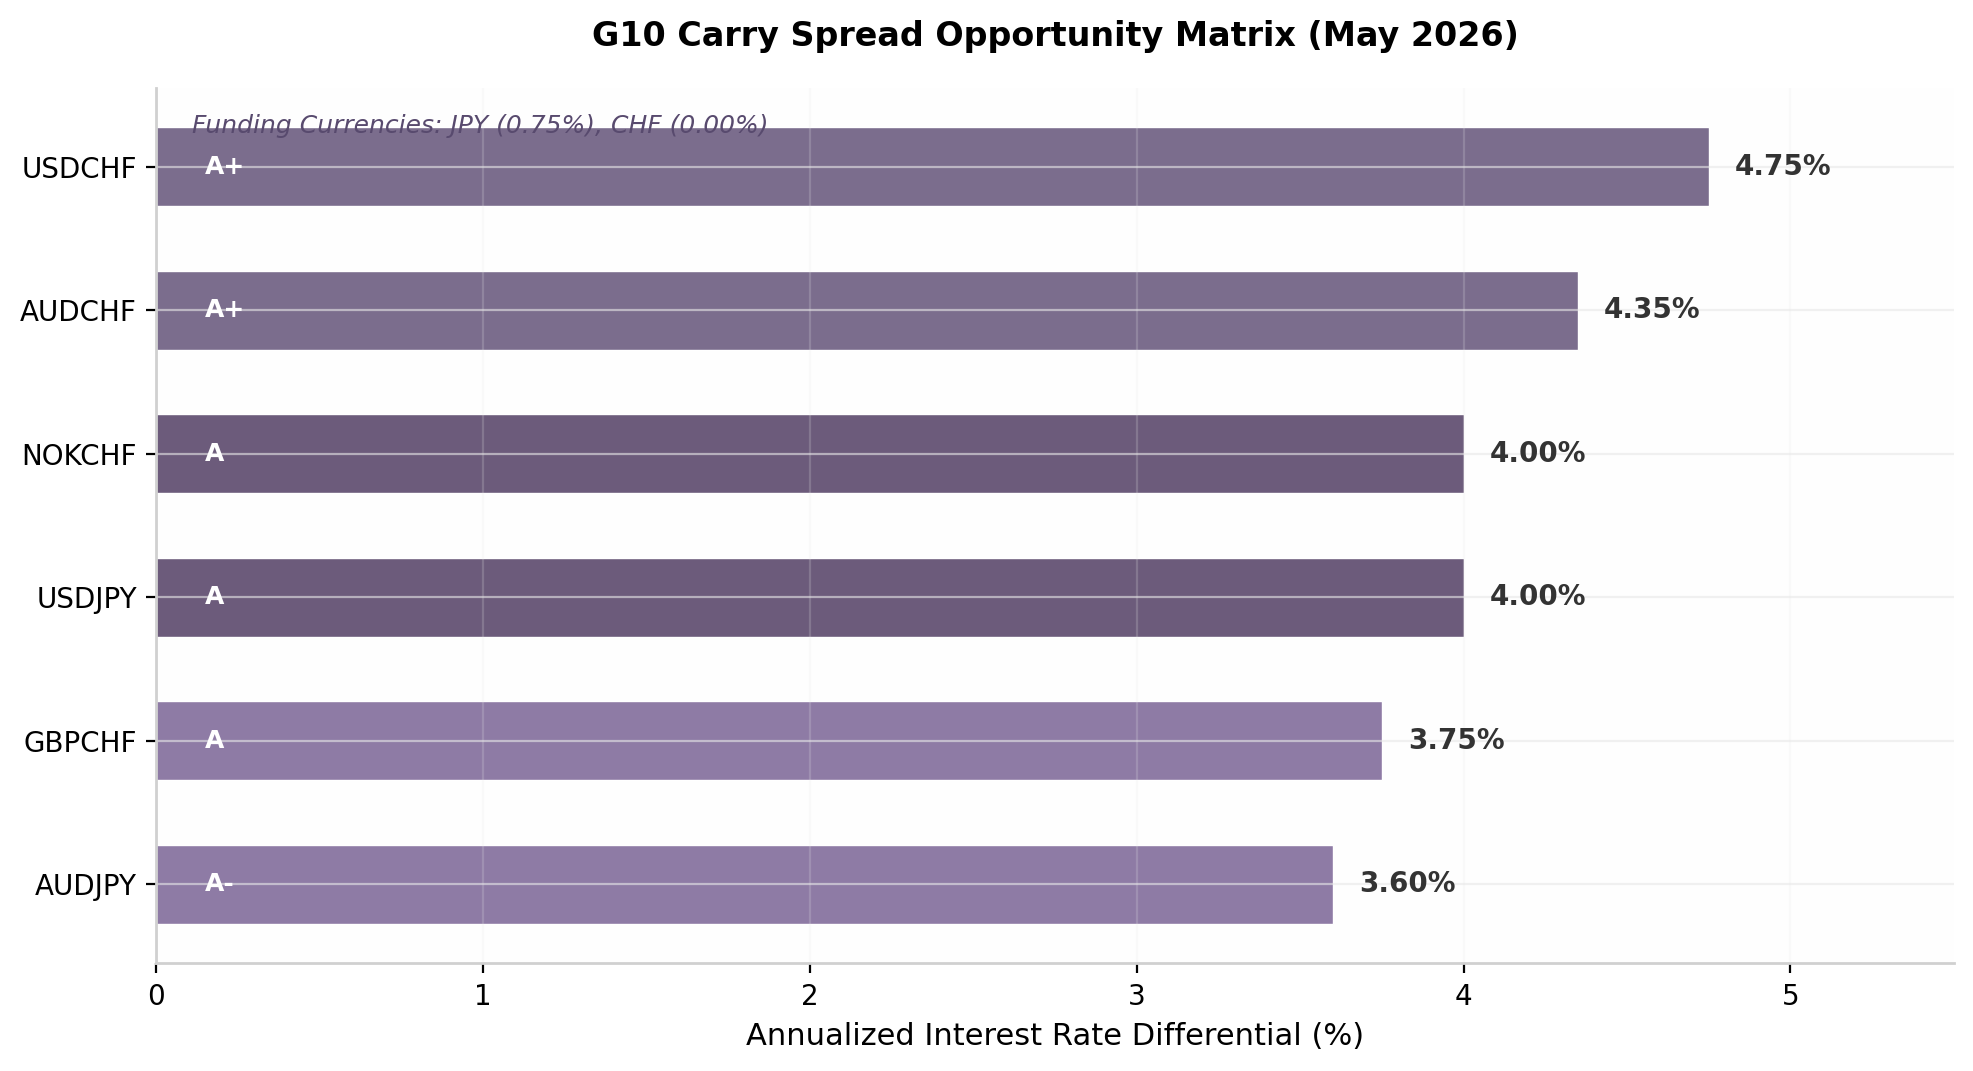 G10 Carry Spread Opportunity Matrix (May 2026)
Funding Currencies: JPY (0.75%), CHF (0.00%)
USDCHF A+ 4.75%
AUDCHF A+ 4.35%
NOKCHF A 4.00%
USDJPY A 4.00%
GBPCHF A 3.75%
AUDJPY A- 3.60%
0 1 2 3 4 5
Annualized Interest Rate Differential (%)